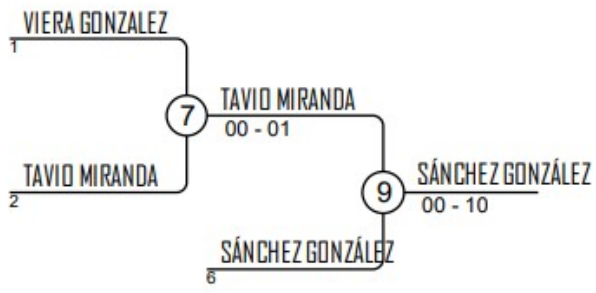 VIERA GONZALEZ
1
7
TAVIO MIRANDA
00 - 01
TAVIO MIRANDA
2
9
SÁNCHEZ GONZÁLEZ
00 - 10
SÁNCHEZ GONZÁLEZ
6